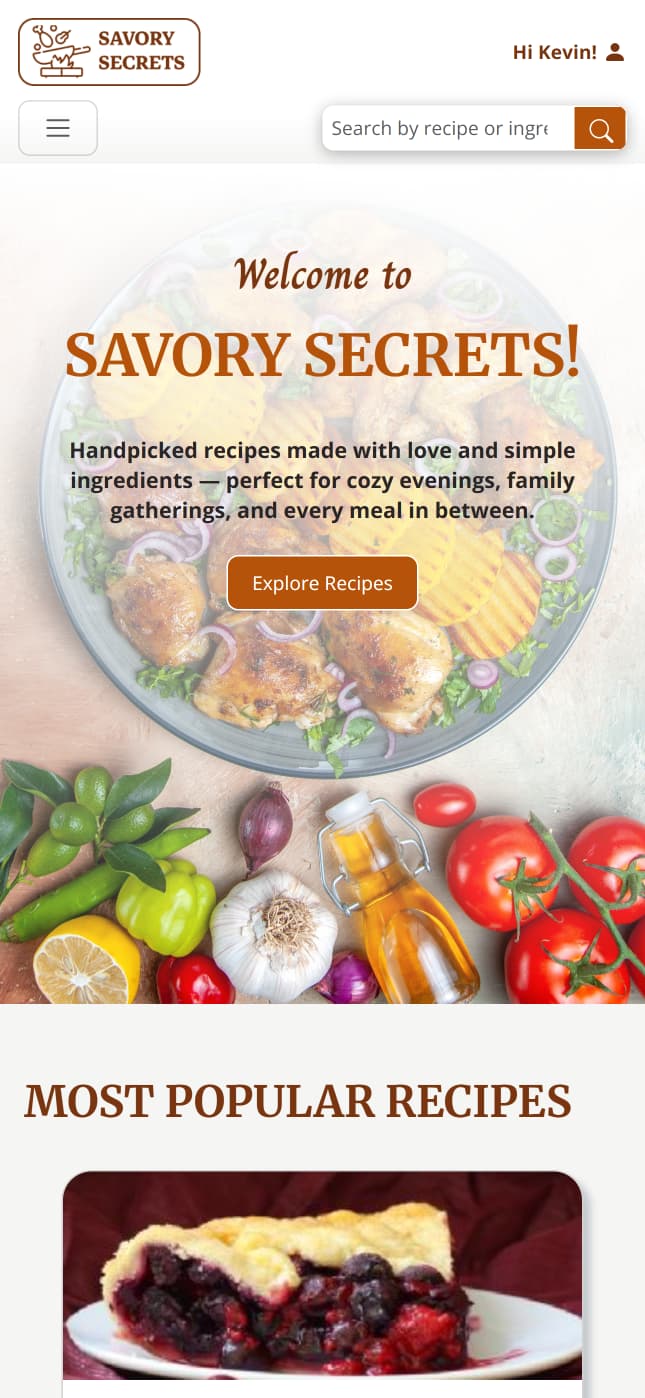 SAVORY
SECRETS
Hi Kevin!
Search by recipe or ingre
Welcome to
SAVORY SECRETS!
Handpicked recipes made with love and simple
ingredients — perfect for cozy evenings, family
gatherings, and every meal in between.
Explore Recipes
MOST POPULAR RECIPES